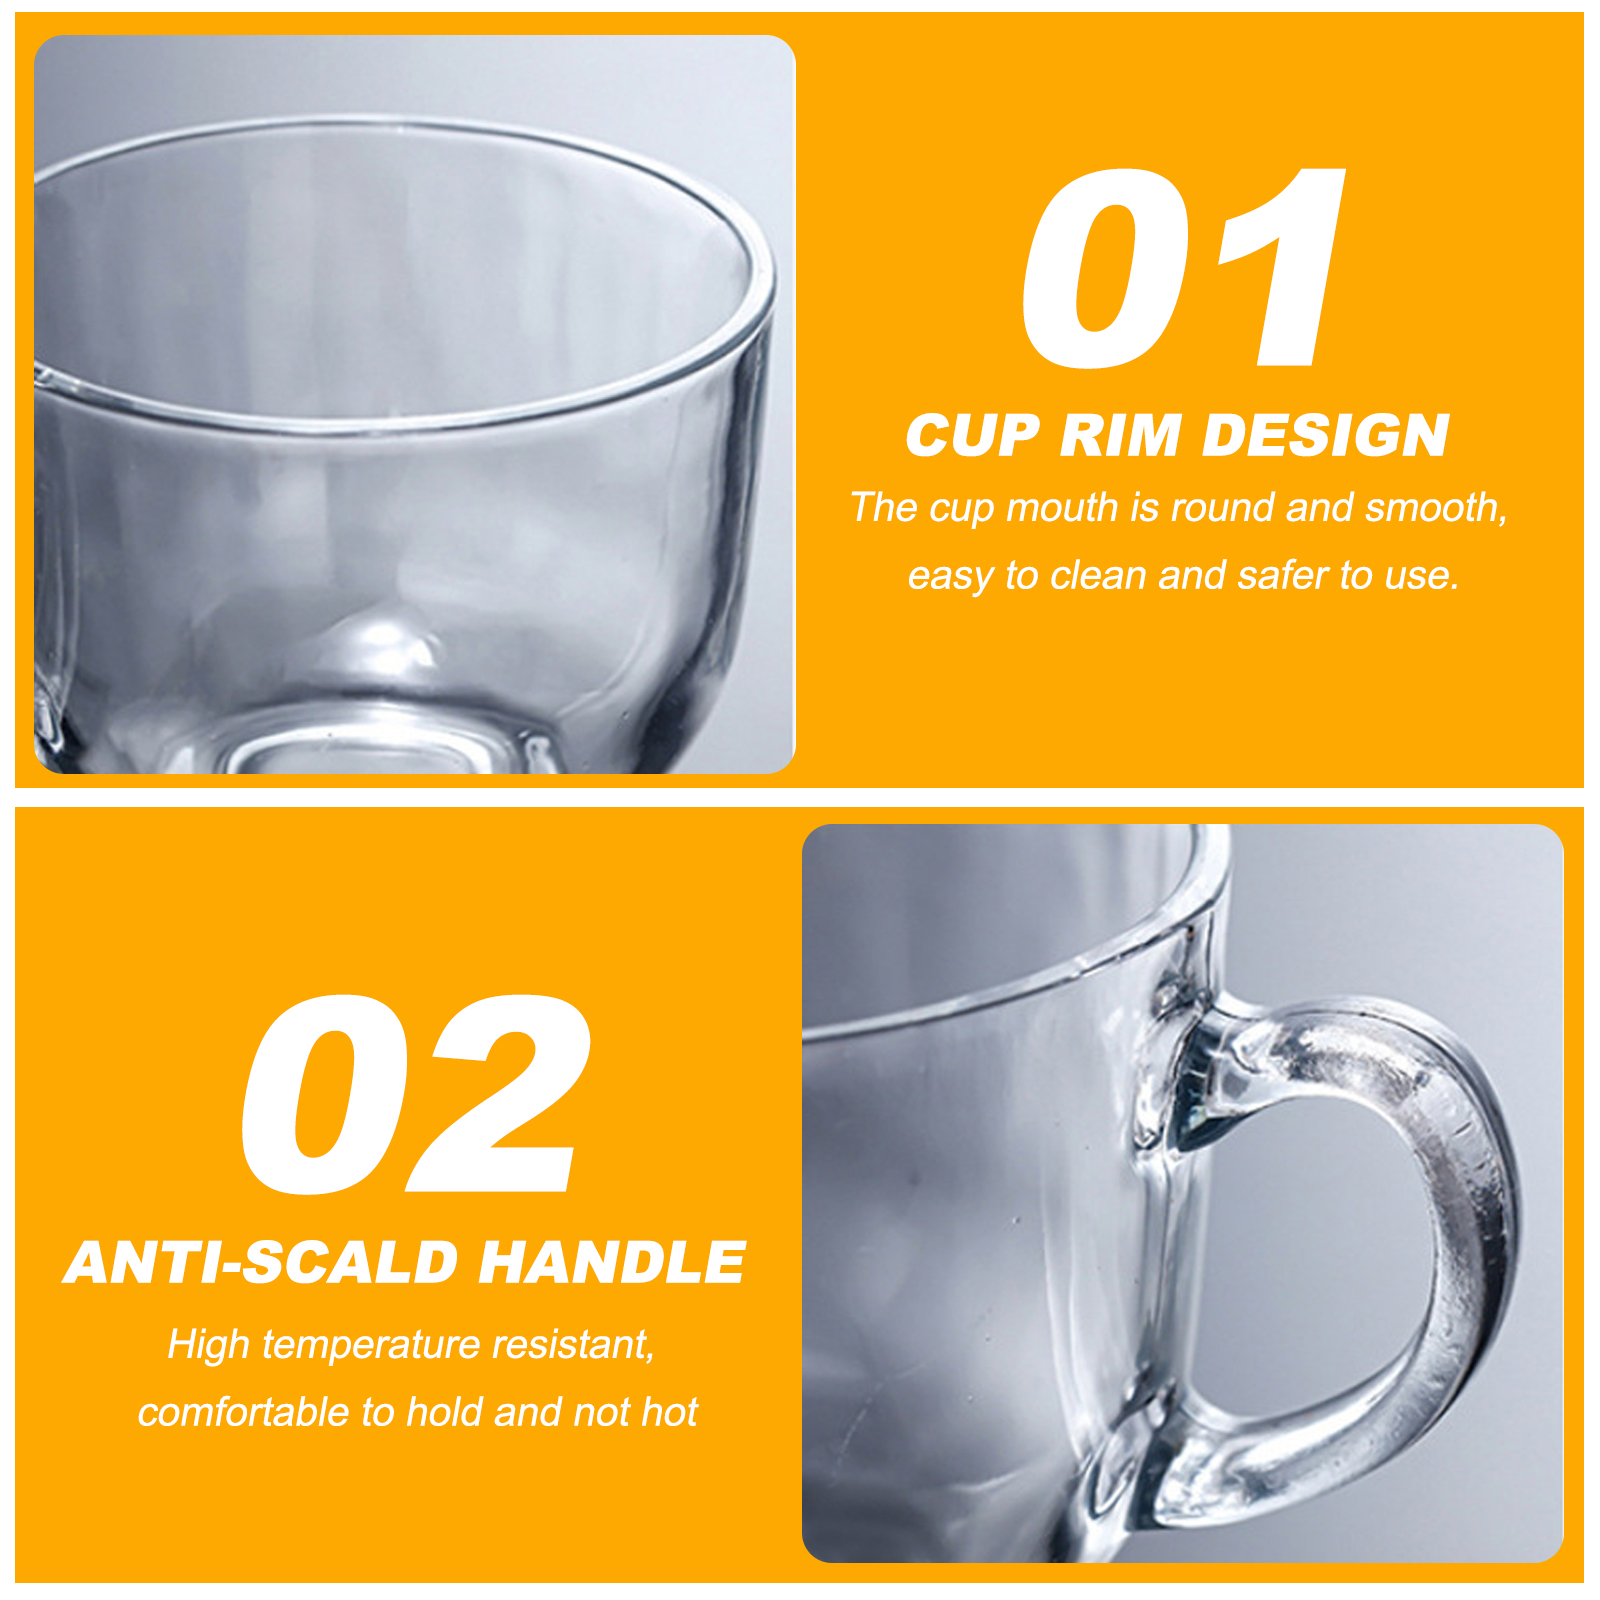 01
CUP RIM DESIGN
The cup mouth is round and smooth,
easy to clean and safer to use.
02
ANTI-SCALD HANDLE
High temperature resistant,
comfortable to hold and not hot